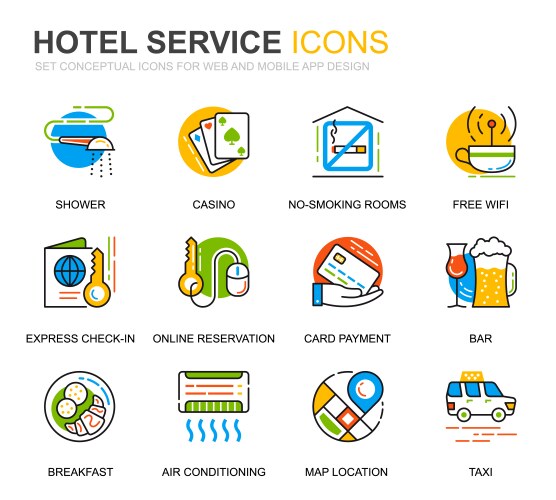 HOTEL SERVICE ICONS
SET CONCEPTUAL ICONS FOR WEB AND MOBILE APP DESIGN
SHOWER CASINO NO-SMOKING ROOMS FREE WIFI
EXPRESS CHECK-IN ONLINE RESERVATION CARD PAYMENT BAR
BREAKFAST AIR CONDITIONING MAP LOCATION TAXI